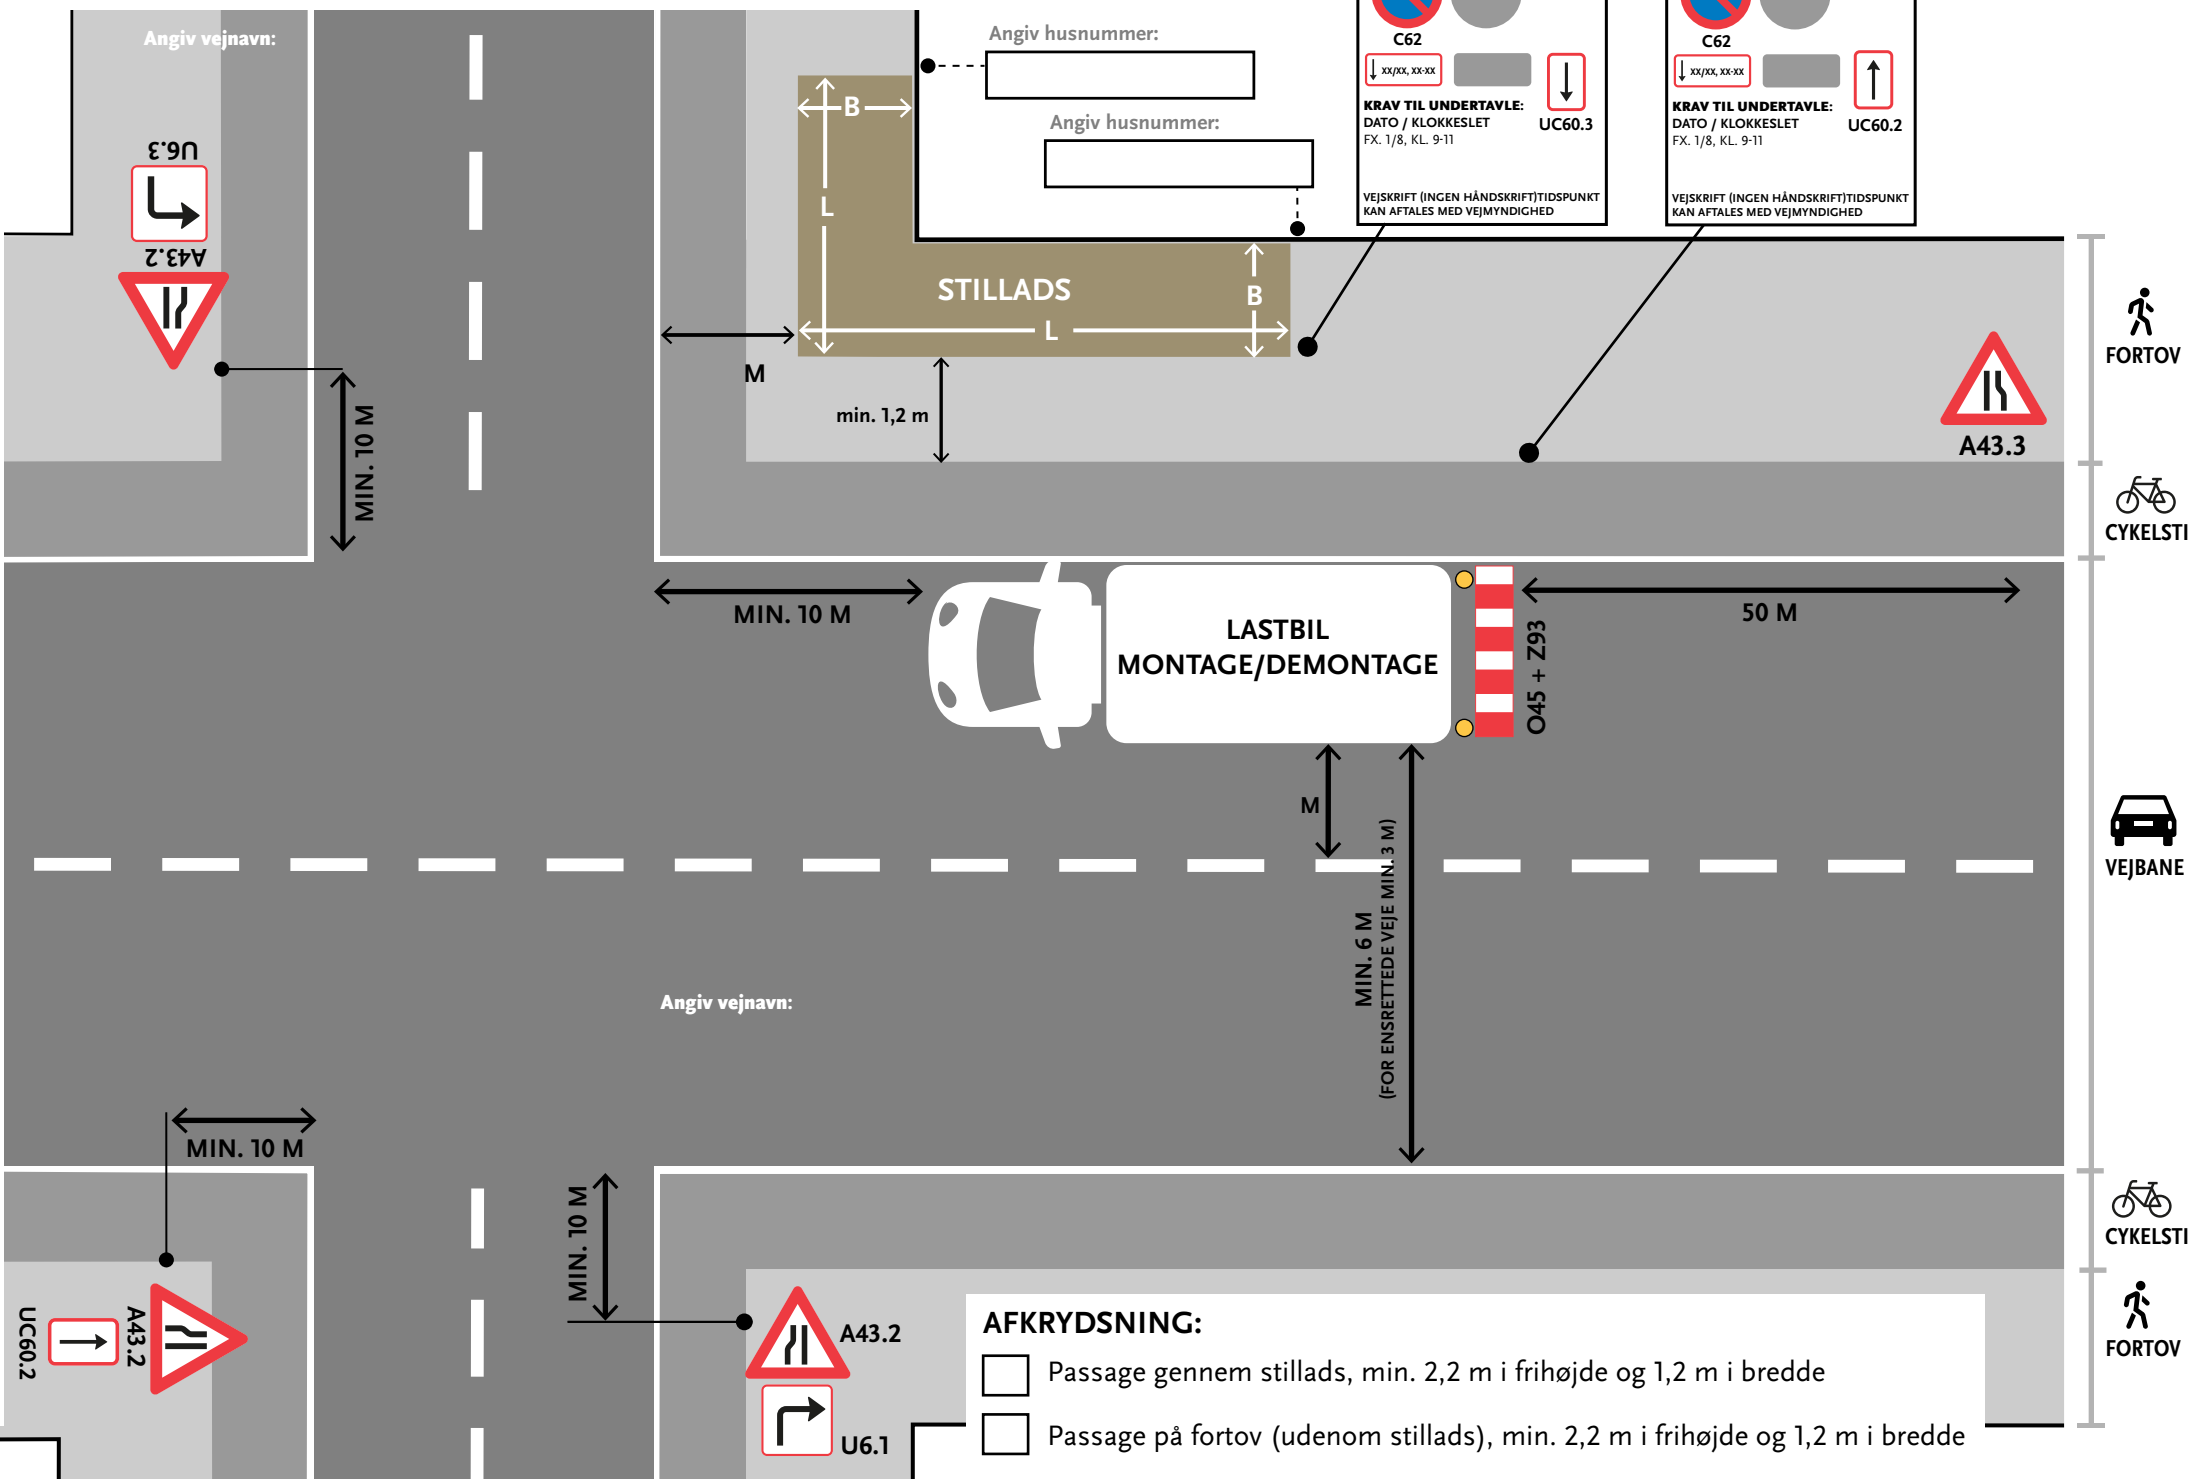 Angiv vejnavn:
Angiv husnummer:
Angiv husnummer:
C62
xx/xx, xx-xx
KRAV TIL UNDERTAVLE:
DATO / KLOKKESLET
FX. 1/8, KL. 9-11
UC60.3
VEJSKRIFT (INGEN HÅNDSKRIFT)TIDSPUNKT
KAN AFTALES MED VEJMYNDIGHED
C62
xx/xx, xx-xx
KRAV TIL UNDERTAVLE:
DATO / KLOKKESLET
FX. 1/8, KL. 9-11
UC60.2
VEJSKRIFT (INGEN HÅNDSKRIFT)TIDSPUNKT
KAN AFTALES MED VEJMYNDIGHED
U6.3
A43.2
MIN. 10 M
B
L
STILLADS
B
L
M
min. 1,2 m
A43.3
FORTOV
CYKELSTI
MIN. 10 M
LASTBIL
MONTAGE/DEMONTAGE
O45 + Z93
50 M
M
MIN. 6 M
(FOR ENSRETTEDE VEJE MIN. 3 M)
VEJBANE
Angiv vejnavn:
MIN. 10 M
MIN. 10 M
CYKELSTI
FORTOV
UC60.2
A43.2
A43.2
U6.1
AFKRYDSNING:
Passage gennem stillads, min. 2,2 m i frihøjde og 1,2 m i bredde
Passage på fortov (udenom stillads), min. 2,2 m i frihøjde og 1,2 m i bredde